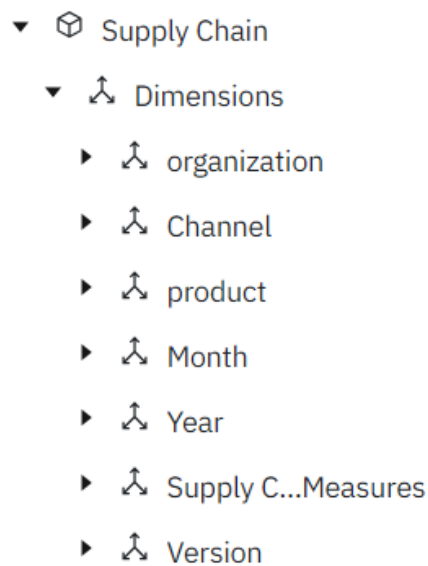 Supply Chain
Dimensions
organization
Channel
product
Month
Year
Supply C...Measures
Version